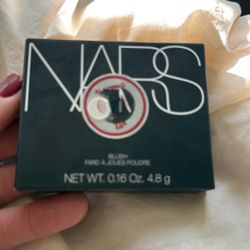 NARS
BLUSH
FARD À JOUES POUDRE
NET WT. 0.16 Oz. 4.8 g